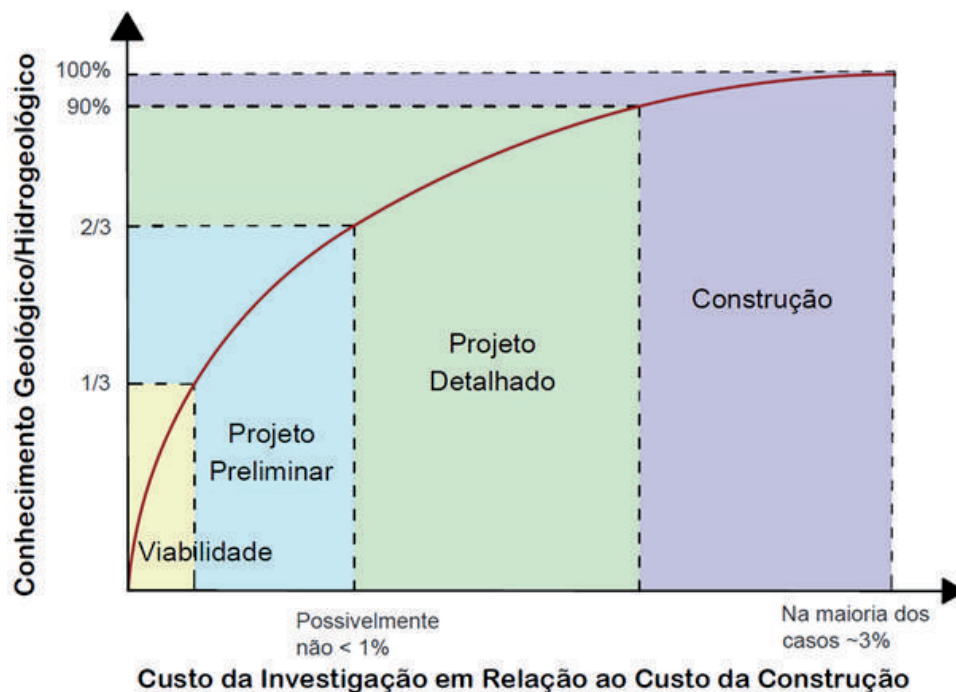 Conhecimento Geológico/Hidrogeológico
100%
90%
2/3
1/3
Viabilidade
Projeto
Preliminar
Projeto
Detalhado
Construção
Possivelmente
não < 1%
Na maioria dos
casos ~3%
Custo da Investigação em Relação ao Custo da Construção